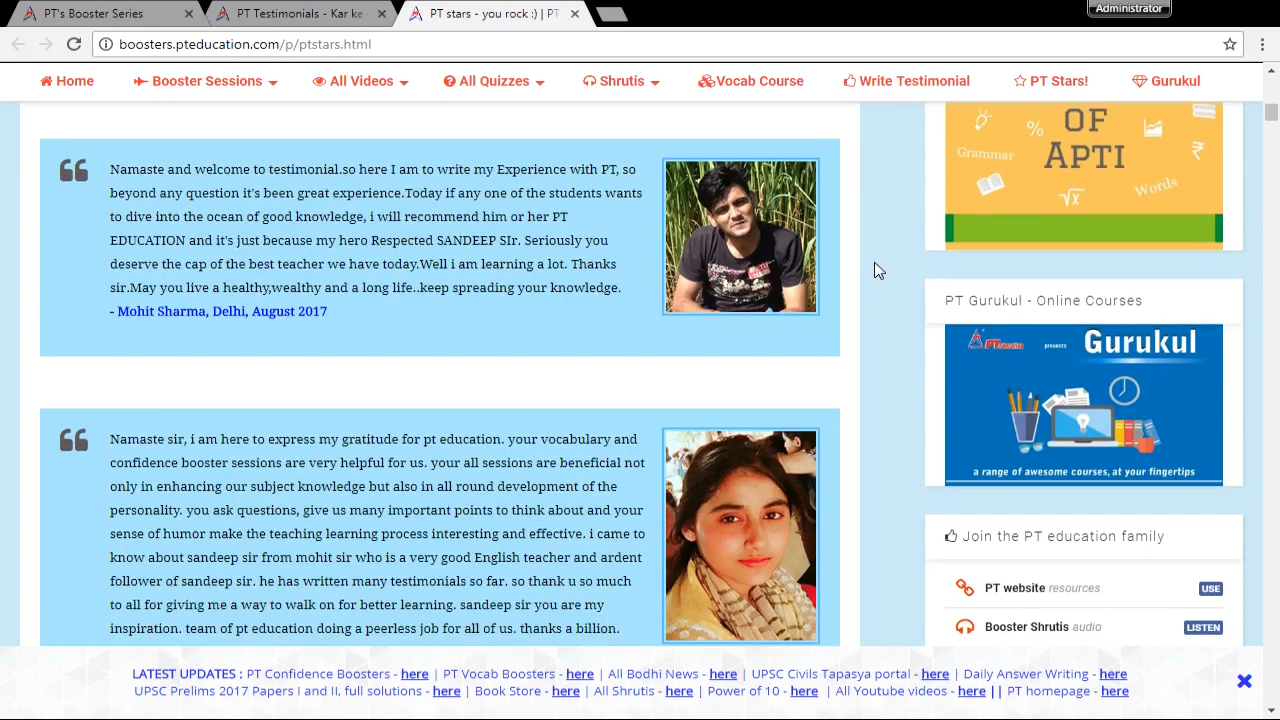 Administrator
PT's Booster Series
PT Testimonials - Kar ke
PT stars - you rock :) | PT
boosters.pteducation.com/p/ptstars.html
Home Booster Sessions All Videos All Quizzes Shrutis Vocab Course Write Testimonial PT Stars! Gurukul
Namaste and welcome to testimonial.so here I am to write my Experience with PT, so
beyond any question it's been great experience.Today if any one of the students wants
to dive into the ocean of good knowledge, i will recommend him or her PT
EDUCATION and it's just because my hero Respected SANDEEP SIr. Seriously you
deserve the cap of the best teacher we have today.Well i am learning a lot. Thanks
sir.May you live a healthy,wealthy and a long life..keep spreading your knowledge.
- Mohit Sharma, Delhi, August 2017
Namaste sir, i am here to express my gratitude for pt education. your vocabulary and
confidence booster sessions are very helpful for us. your all sessions are beneficial not
only in enhancing our subject knowledge but also in all round development of the
personality. you ask questions, give us many important points to think about and your
sense of humor make the teaching learning process interesting and effective. i came to
know about sandeep sir from mohit sir who is a very good English teacher and ardent
follower of sandeep sir. he has written many testimonials so far. so thank u so much
to all for giving me a way to walk on for better learning. sandeep sir you are my
inspiration. team of pt education doing a peerless job for all of us. thanks a billion.
OF
APTI
Grammar
%
₹
√x
Words
PT Gurukul - Online Courses
PT education presents Gurukul
a range of awesome courses, at your fingertips
Join the PT education family
PT website resources USE
Booster Shrutis audio LISTEN
LATEST UPDATES : PT Confidence Boosters - here | PT Vocab Boosters - here | All Bodhi News - here | UPSC Civils Tapasya portal - here | Daily Answer Writing - here |
UPSC Prelims 2017 Papers I and II, full solutions - here | Book Store - here | All Shrutis - here | Power of 10 - here | All Youtube videos - here || PT homepage - here